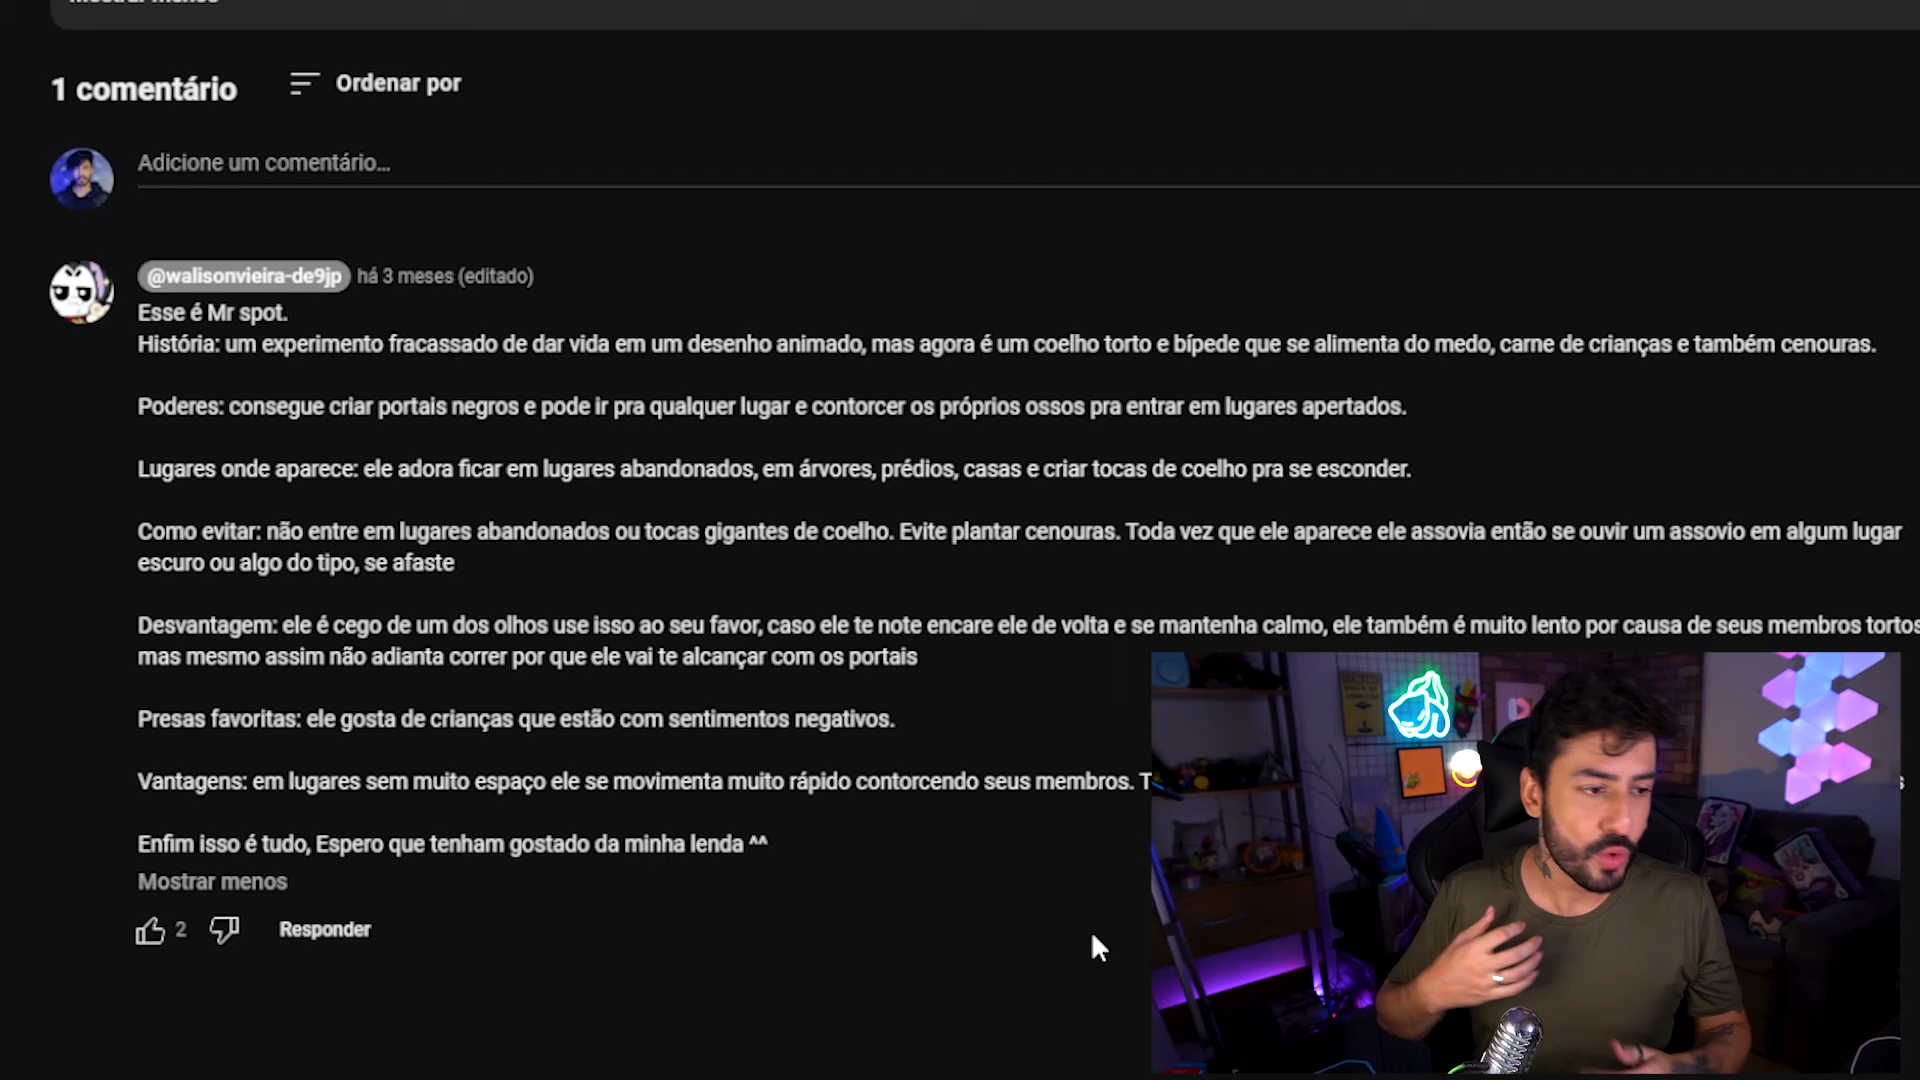 1 comentário
Ordenar por
Adicione um comentário...
@walisonvieira-de9jp há 3 meses (editado)
Esse é Mr spot.
História: um experimento fracassado de dar vida em um desenho animado, mas agora é um coelho torto e bípede que se alimenta do medo, carne de crianças e também cenouras.
Poderes: consegue criar portais negros e pode ir pra qualquer lugar e contorcer os próprios ossos pra entrar em lugares apertados.
Lugares onde aparece: ele adora ficar em lugares abandonados, em árvores, prédios, casas e criar tocas de coelho pra se esconder.
Como evitar: não entre em lugares abandonados ou tocas gigantes de coelho. Evite plantar cenouras. Toda vez que ele aparece ele assovia então se ouvir um assovio em algum lugar
escuro ou algo do tipo, se afaste
Desvantagem: ele é cego de um dos olhos use isso ao seu favor, caso ele te note encare ele de volta e se mantenha calmo, ele também é muito lento por causa de seus membros tortos
mas mesmo assim não adianta correr por que ele vai te alcançar com os portais
Presas favoritas: ele gosta de crianças que estão com sentimentos negativos.
Vantagens: em lugares sem muito espaço ele se movimenta muito rápido contorcendo seus membros.
Enfim isso é tudo, Espero que tenham gostado da minha lenda ^^
Mostrar menos
2
Responder